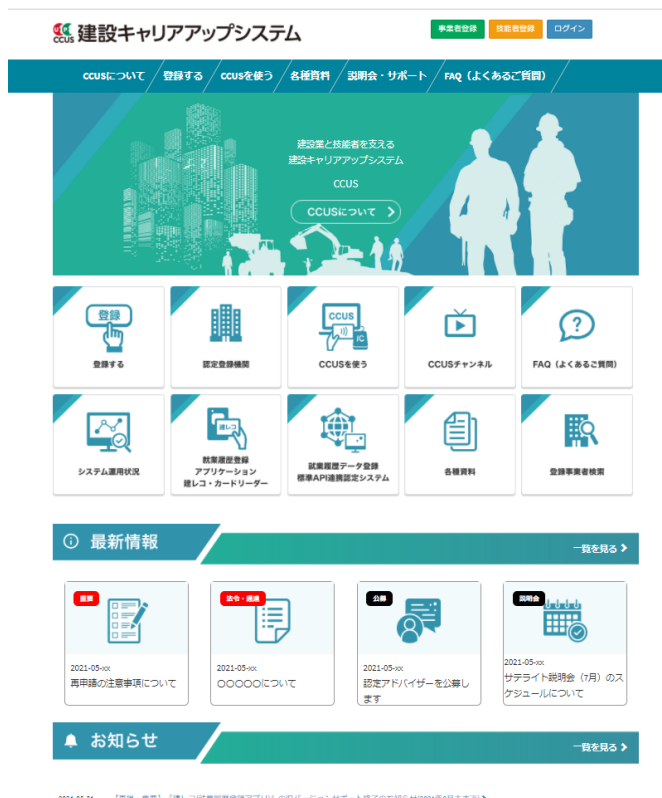 CCUS 建設キャリアアップシステム
事業者登録 技能者登録 ログイン
CCUSについて 登録する CCUSを使う 各種資料 説明会・サポート FAQ（よくあるご質問）
建設業と技能者を支える
建設キャリアアップシステム
CCUS
CCUSについて
登録
登録する
認定登録機関
CCUS
IC
CCUSを使う
CCUSチャンネル
?
FAQ（よくあるご質問）
システム運用状況
建レコ
就業履歴登録
アプリケーション
建レコ・カードリーダー
就業履歴データ登録
標準API連携認定システム
各種資料
登録事業者検索
最新情報
一覧を見る
重要
2021-05-xx
再申請の注意事項について
法令・通達
2021-05-xx
〇〇〇〇〇について
公募
2021-05-xx
認定アドバイザーを公募し
ます
説明会
2021-05-xx
サテライト説明会（7月）のス
ケジュールについて
お知らせ
一覧を見る